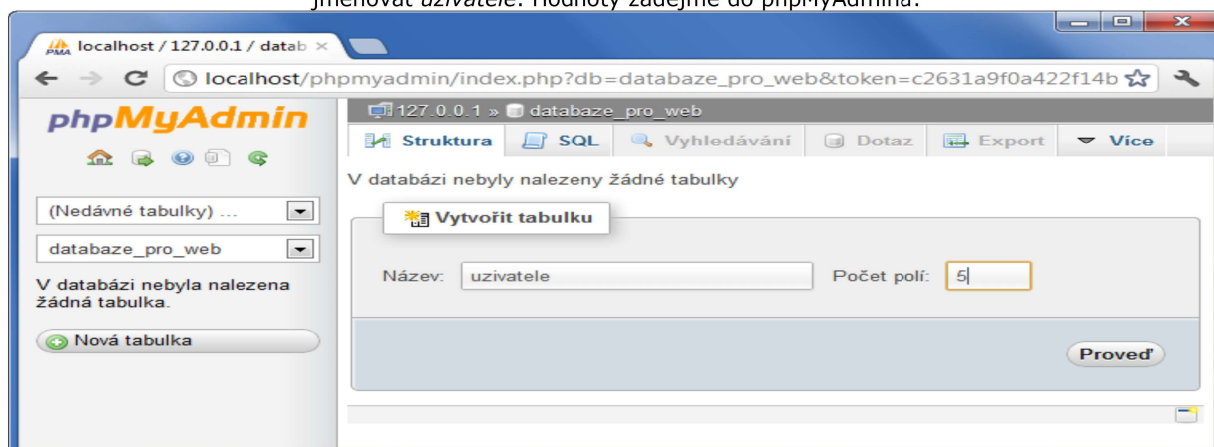 jmenovat uzivatele. Hodnoty zadejme do phpMyAdmina:
localhost / 127.0.0.1 / datab
localhost/phpmyadmin/index.php?db=databaze_pro_web&token=c2631a9f0a422f14b
phpMyAdmin
127.0.0.1 » databaze_pro_web
Struktura SQL Vyhledávání Dotaz Export Více
V databázi nebyly nalezeny žádné tabulky
(Nedávné tabulky) ...
databaze_pro_web
V databázi nebyla nalezena
žádná tabulka.
Nová tabulka
Vytvořit tabulku
Název: uzivatele Počet polí: 5
Proveď